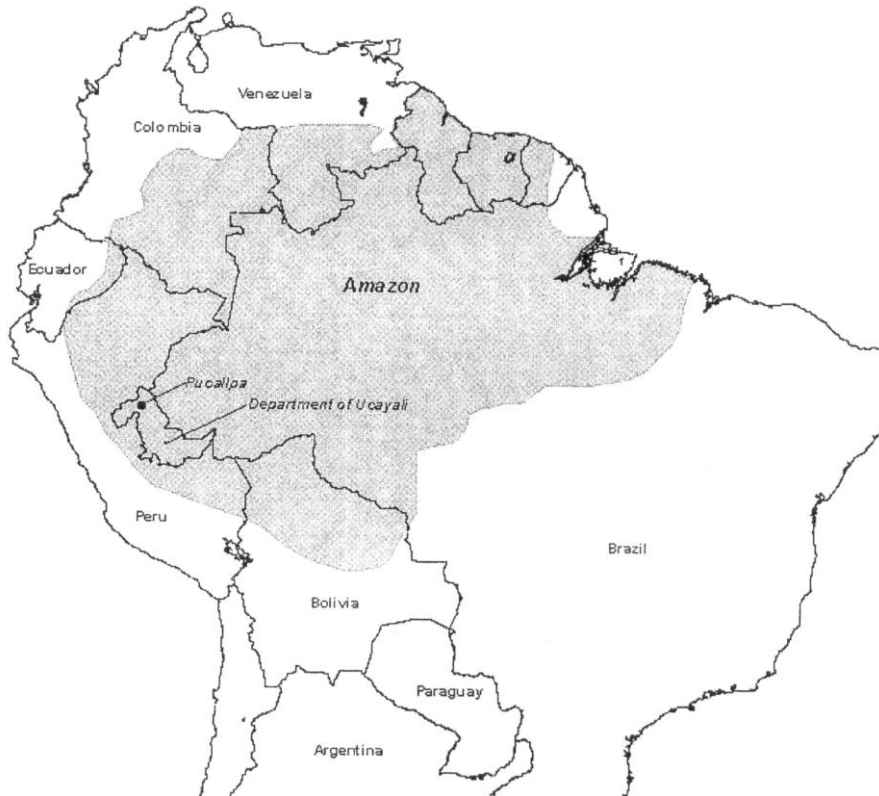 Venezuela
Colombia
Ecuador
Amazon
Pucallpa
Department of Ucayali
Peru
Brazil
Bolivia
Paraguay
Argentina